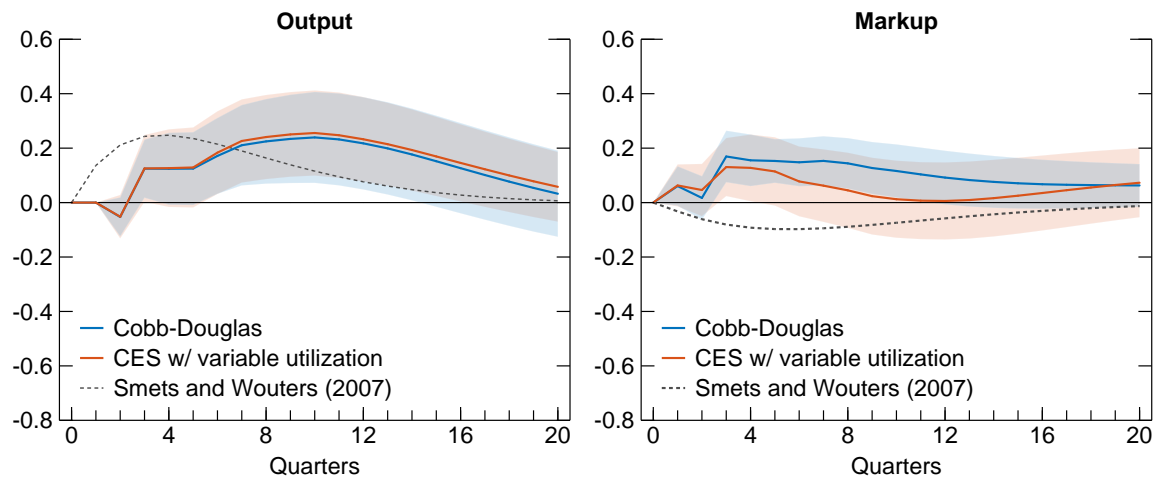 Output
0.6
0.4
0.2
0.0
-0.2
-0.4
-0.6
-0.8
Cobb-Douglas
CES w/ variable utilization
Smets and Wouters (2007)
0 4 8 12 16 20
Quarters
Markup
0.6
0.4
0.2
0.0
-0.2
-0.4
-0.6
-0.8
Cobb-Douglas
CES w/ variable utilization
Smets and Wouters (2007)
0 4 8 12 16 20
Quarters